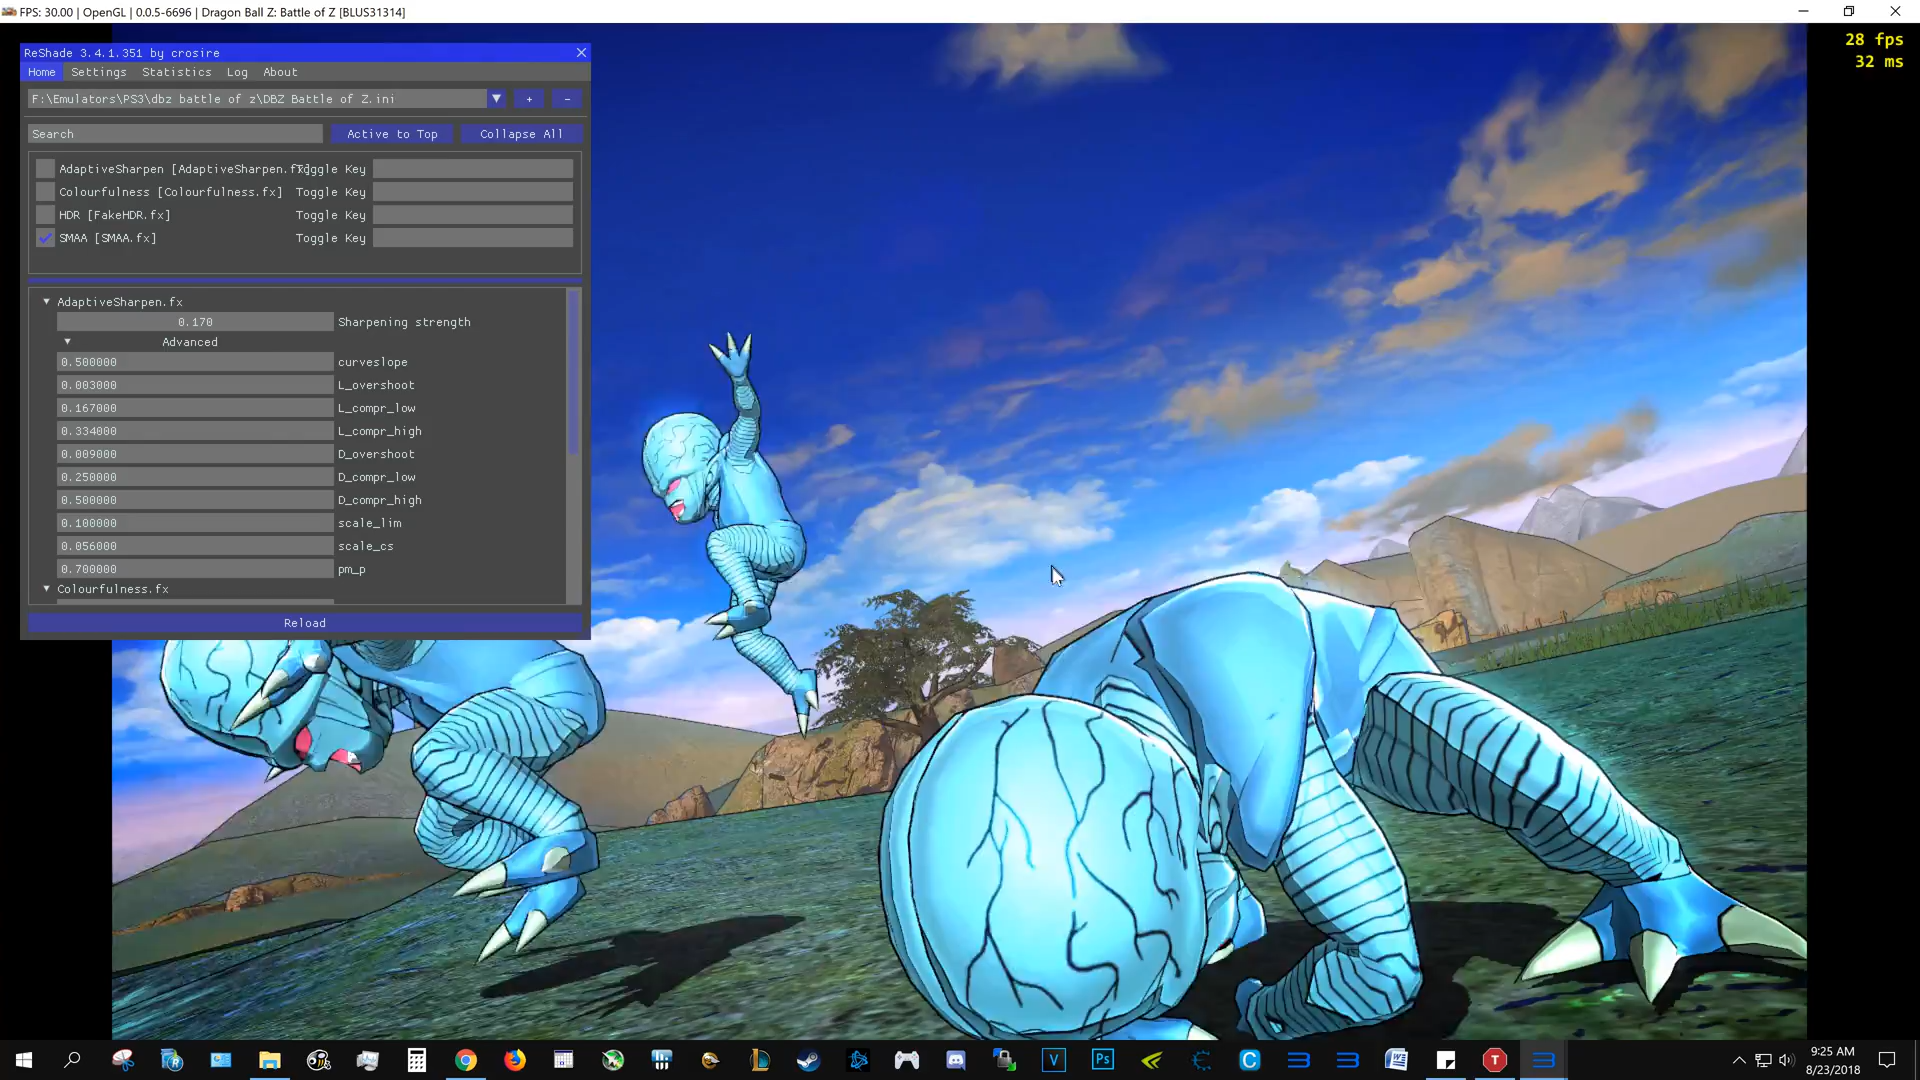 FPS: 30.00 | OpenGL | 0.0.5-6696 | Dragon Ball Z: Battle of Z [BLUS31314]
28 fps
32 ms
ReShade 3.4.1.351 by crosire
Home Settings Statistics Log About
F:\Emulators\PS3\dbz battle of z\DBZ Battle of Z.ini + -
Search Active to Top Collapse All
AdaptiveSharpen [AdaptiveSharpen.fx] Toggle Key
Colourfulness [Colourfulness.fx] Toggle Key
HDR [FakeHDR.fx] Toggle Key
SMAA [SMAA.fx] Toggle Key
AdaptiveSharpen.fx
0.170 Sharpening strength
Advanced
0.500000 curveslope
0.003000 L_overshoot
0.167000 L_compr_low
0.334000 L_compr_high
0.009000 D_overshoot
0.250000 D_compr_low
0.500000 D_compr_high
0.100000 scale_lim
0.056000 scale_cs
0.700000 pm_p
Colourfulness.fx
Reload
V Ps C T
9:25 AM
8/23/2018